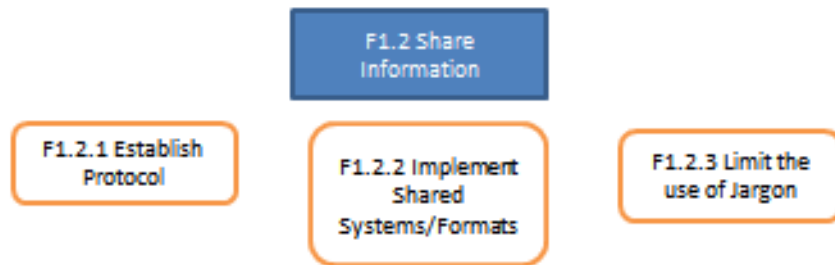 F1.2 Share
Information
F1.2.1 Establish
Protocol
F1.2.2 Implement
Shared
Systems/Formats
F1.2.3 Limit the
use of Jargon